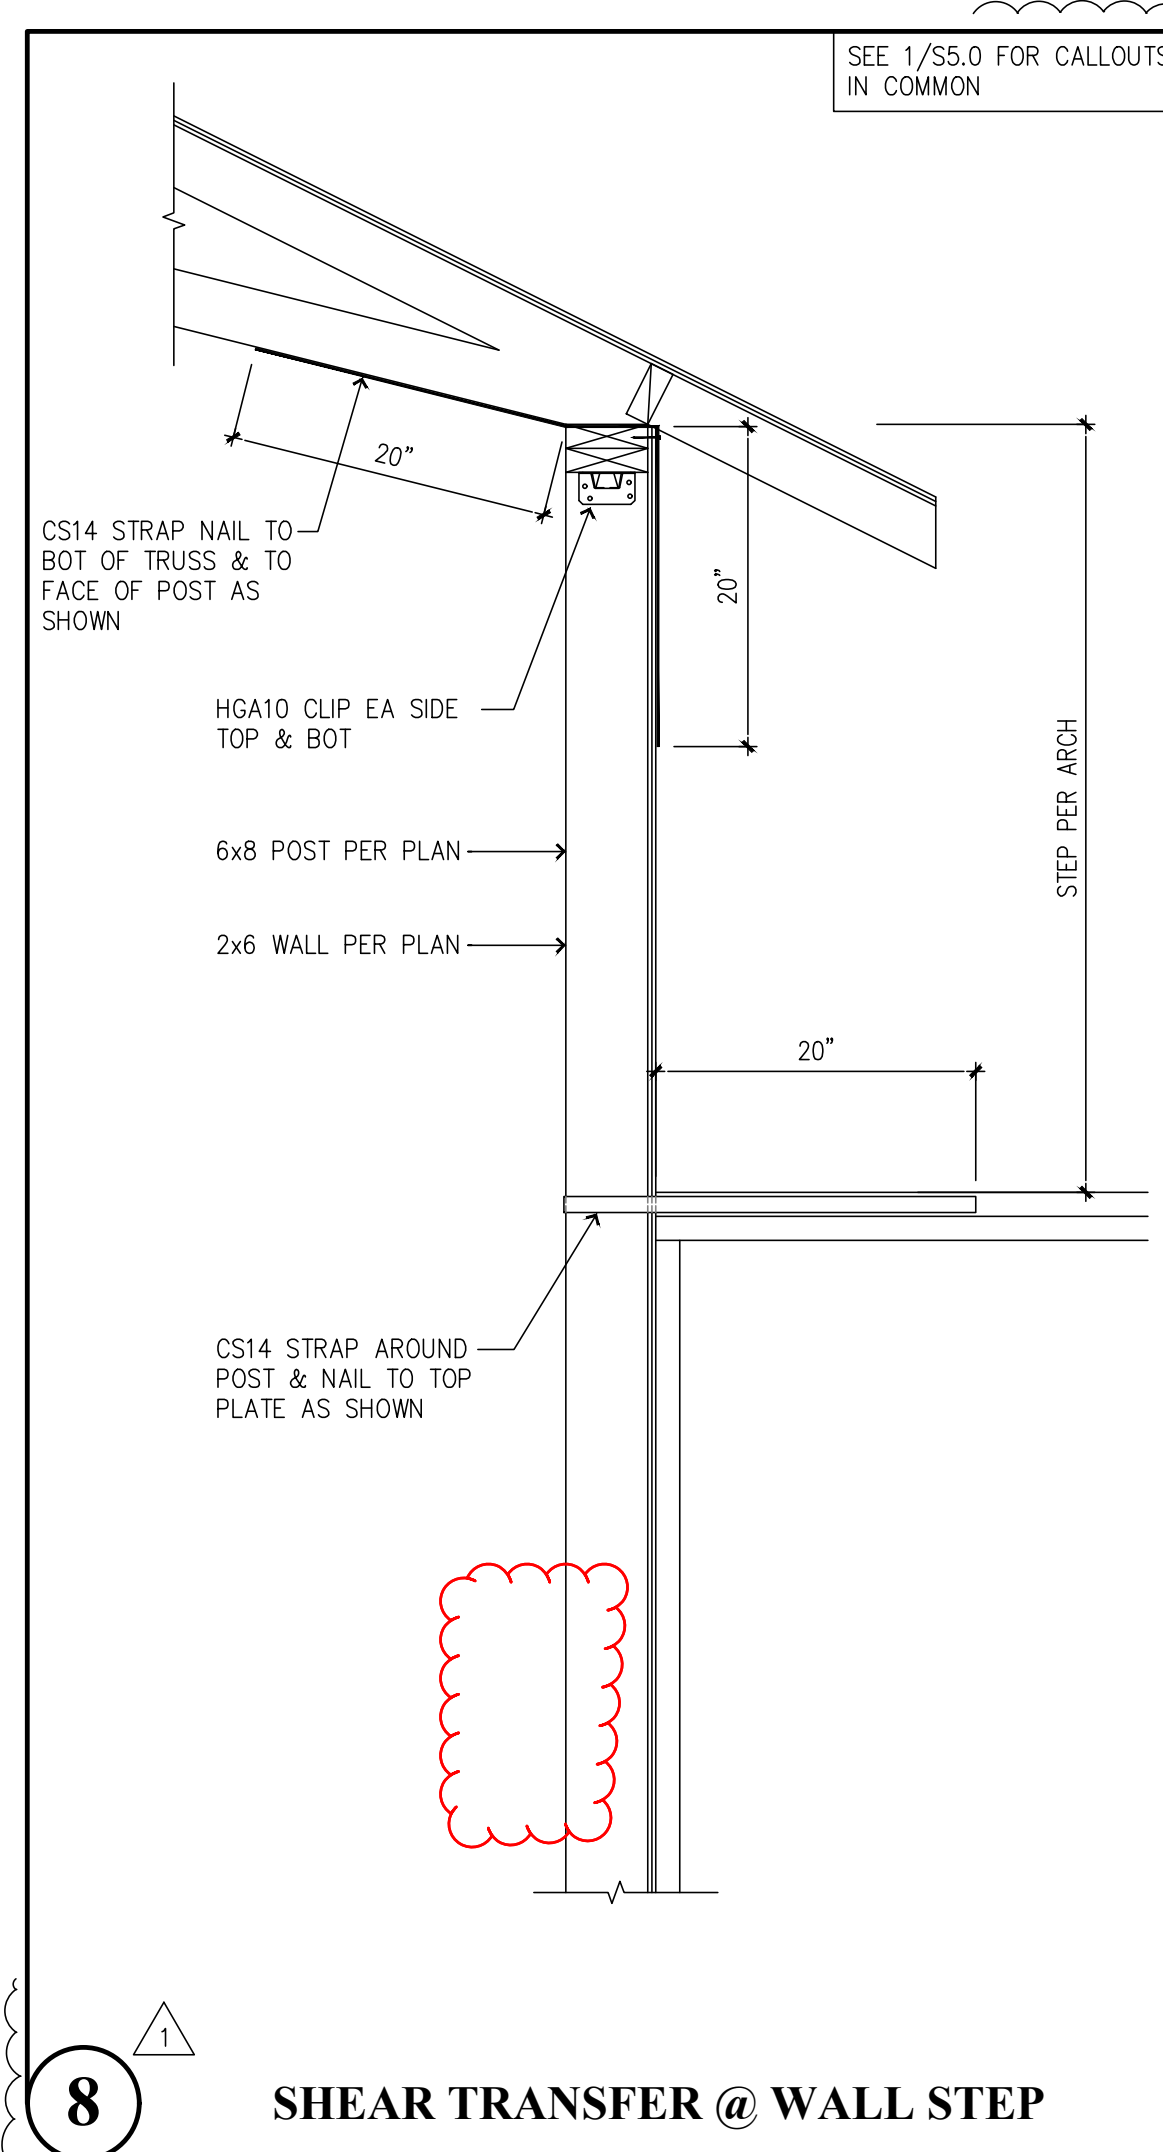 SEE 1/S5.0 FOR CALLOUTS
IN COMMON
20"
CS14 STRAP NAIL TO
BOT OF TRUSS & TO
FACE OF POST AS
SHOWN
20"
HGA10 CLIP EA SIDE
TOP & BOT
STEP PER ARCH
6x8 POST PER PLAN
2x6 WALL PER PLAN
20"
CS14 STRAP AROUND
POST & NAIL TO TOP
PLATE AS SHOWN
1
8
SHEAR TRANSFER @ WALL STEP